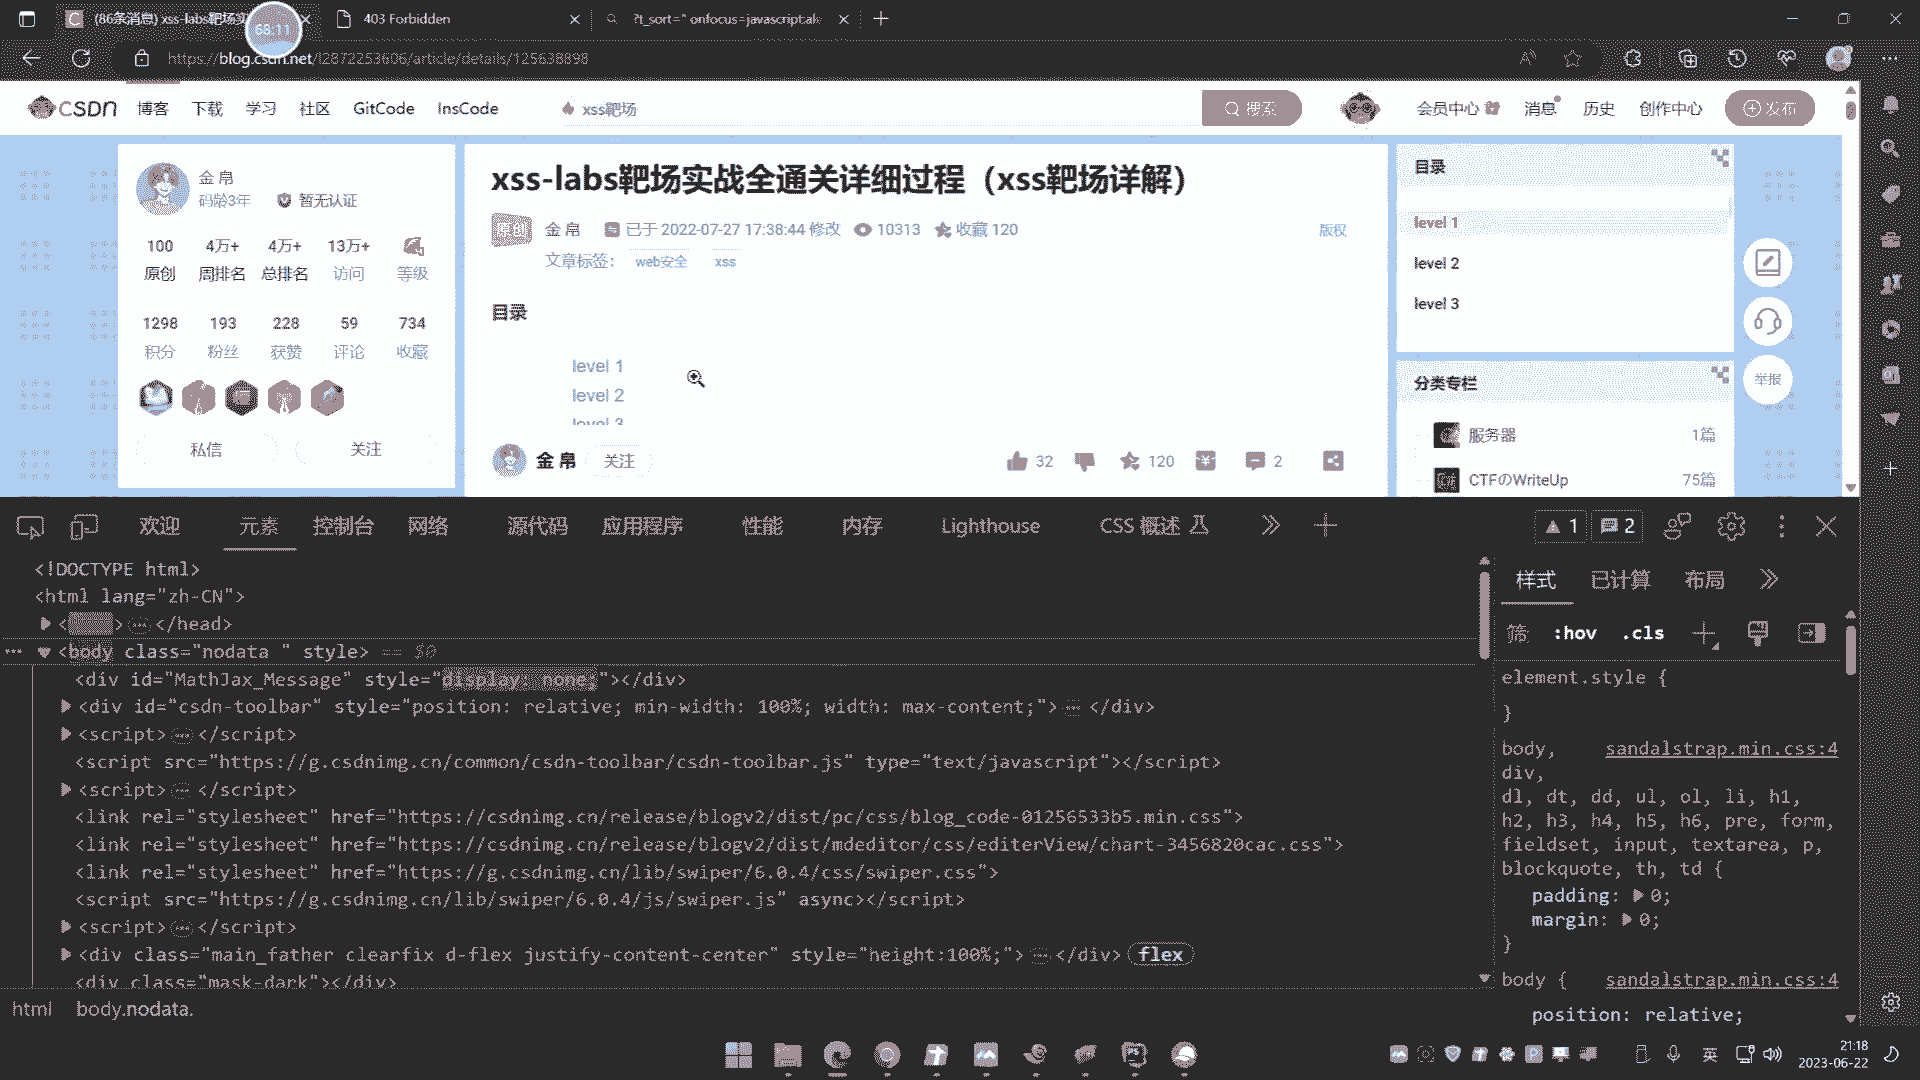 (86条消息) xss-labs靶场实
68:11
403 Forbidden
?t_sort=" onfocus=javascript:ale
https://blog.csdn.net/l2872253606/article/details/125638898
CSDN 博客 下载 学习 社区 GitCode InsCode xss靶场 搜索 会员中心 消息 历史 创作中心 发布
金 帛
码龄3年 暂无认证
100 4万+ 4万+ 13万+
原创 周排名 总排名 访问 等级
1298 193 228 59 734
积分 粉丝 获赞 评论 收藏
私信 关注
xss-labs靶场实战全通关详细过程（xss靶场详解）
原创 金 帛 已于 2022-07-27 17:38:44 修改 10313 收藏 120 版权
文章标签： web安全 xss
目录
level 1
level 2
level 3
金 帛 关注 32 120 2
目录
level 1
level 2
level 3
分类专栏
服务器 1篇
CTFのWriteUp 75篇
举报
欢迎 元素 控制台 网络 源代码 应用程序 性能 内存 Lighthouse CSS 概述 1 2
<!DOCTYPE html>
<html lang="zh-CN">
< > … </head>
<body class="nodata " style> == $0
<div id="MathJax_Message" style="display: none;"></div>
<div id="csdn-toolbar" style="position: relative; min-width: 100%; width: max-content;"> … </div>
<script> … </script>
<script src="https://g.csdnimg.cn/common/csdn-toolbar/csdn-toolbar.js" type="text/javascript"></script>
<script> … </script>
<link rel="stylesheet" href="https://csdnimg.cn/release/blogv2/dist/pc/css/blog_code-01256533b5.min.css">
<link rel="stylesheet" href="https://csdnimg.cn/release/blogv2/dist/mdeditor/css/editerView/chart-3456820cac.css">
<link rel="stylesheet" href="https://g.csdnimg.cn/lib/swiper/6.0.4/css/swiper.css">
<script src="https://g.csdnimg.cn/lib/swiper/6.0.4/js/swiper.js" async></script>
<script> … </script>
<div class="main_father clearfix d-flex justify-content-center" style="height:100%;"> … </div> flex
<div class="mask-dark"></div>
html body.nodata.
样式 已计算 布局
筛 :hov .cls
element.style {
}
body, sandalstrap.min.css:4
div,
dl, dt, dd, ul, ol, li, h1,
h2, h3, h4, h5, h6, pre, form,
fieldset, input, textarea, p,
blockquote, th, td {
padding: 0;
margin: 0;
}
body { sandalstrap.min.css:4
position: relative;
英
21:18
2023-06-22